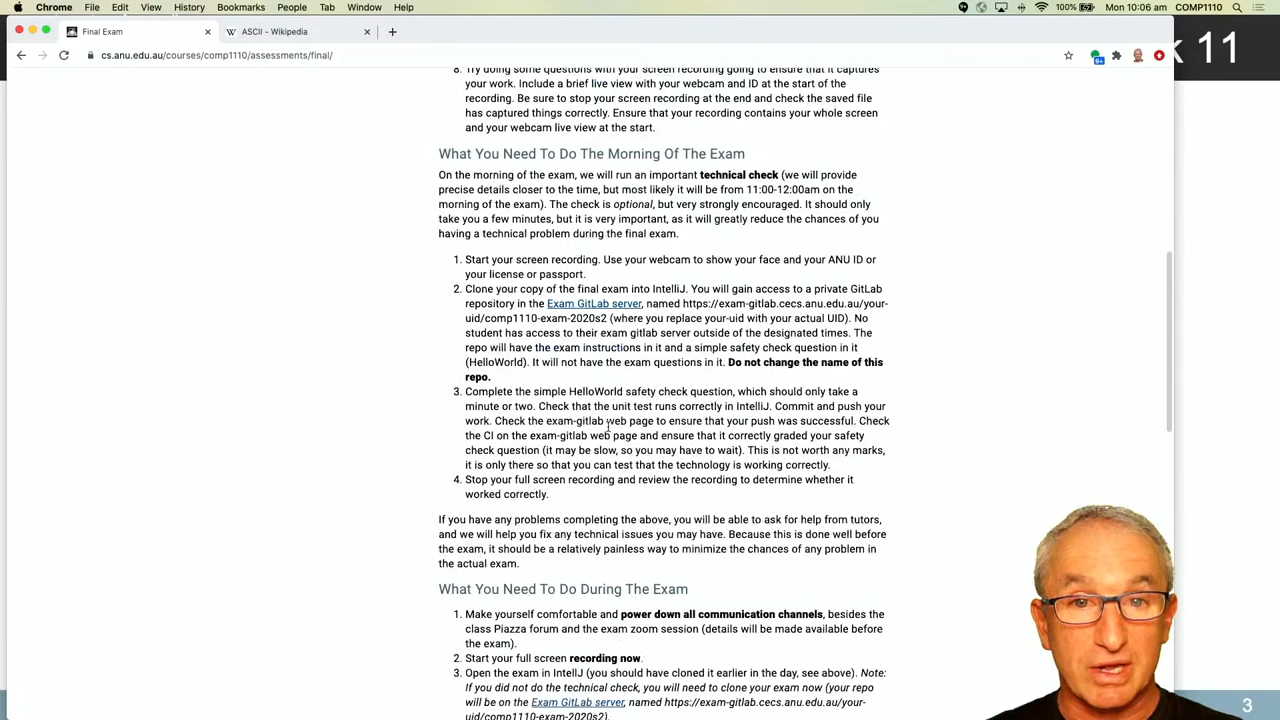 Chrome File Edit View History Bookmarks People Tab Window Help 100% Mon 10:06 am COMP1110
Final Exam ASCII - Wikipedia
k 11
cs.anu.edu.au/courses/comp1110/assessments/final/
8. Try doing some questions with your screen recording going to ensure that it captures
your work. Include a brief live view with your webcam and ID at the start of the
recording. Be sure to stop your screen recording at the end and check the saved file
has captured things correctly. Ensure that your recording contains your whole screen
and your webcam live view at the start.
What You Need To Do The Morning Of The Exam
On the morning of the exam, we will run an important technical check (we will provide
precise details closer to the time, but most likely it will be from 11:00-12:00am on the
morning of the exam). The check is optional, but very strongly encouraged. It should only
take you a few minutes, but it is very important, as it will greatly reduce the chances of you
having a technical problem during the final exam.
1. Start your screen recording. Use your webcam to show your face and your ANU ID or
your license or passport.
2. Clone your copy of the final exam into IntelliJ. You will gain access to a private GitLab
repository in the Exam GitLab server, named https://exam-gitlab.cecs.anu.edu.au/your-
uid/comp1110-exam-2020s2 (where you replace your-uid with your actual UID). No
student has access to their exam gitlab server outside of the designated times. The
repo will have the exam instructions in it and a simple safety check question in it
(HelloWorld). It will not have the exam questions in it. Do not change the name of this
repo.
3. Complete the simple HelloWorld safety check question, which should only take a
minute or two. Check that the unit test runs correctly in IntelliJ. Commit and push your
work. Check the exam-gitlab web page to ensure that your push was successful. Check
the CI on the exam-gitlab web page and ensure that it correctly graded your safety
check question (it may be slow, so you may have to wait). This is not worth any marks,
it is only there so that you can test that the technology is working correctly.
4. Stop your full screen recording and review the recording to determine whether it
worked correctly.
If you have any problems completing the above, you will be able to ask for help from tutors,
and we will help you fix any technical issues you may have. Because this is done well before
the exam, it should be a relatively painless way to minimize the chances of any problem in
the actual exam.
What You Need To Do During The Exam
1. Make yourself comfortable and power down all communication channels, besides the
class Piazza forum and the exam zoom session (details will be made available before
the exam).
2. Start your full screen recording now.
3. Open the exam in IntelliJ (you should have cloned it earlier in the day, see above). Note:
If you did not do the technical check, you will need to clone your exam now (your repo
will be on the Exam GitLab server, named https://exam-gitlab.cecs.anu.edu.au/your-
uid/comp1110-exam-2020s2).
3